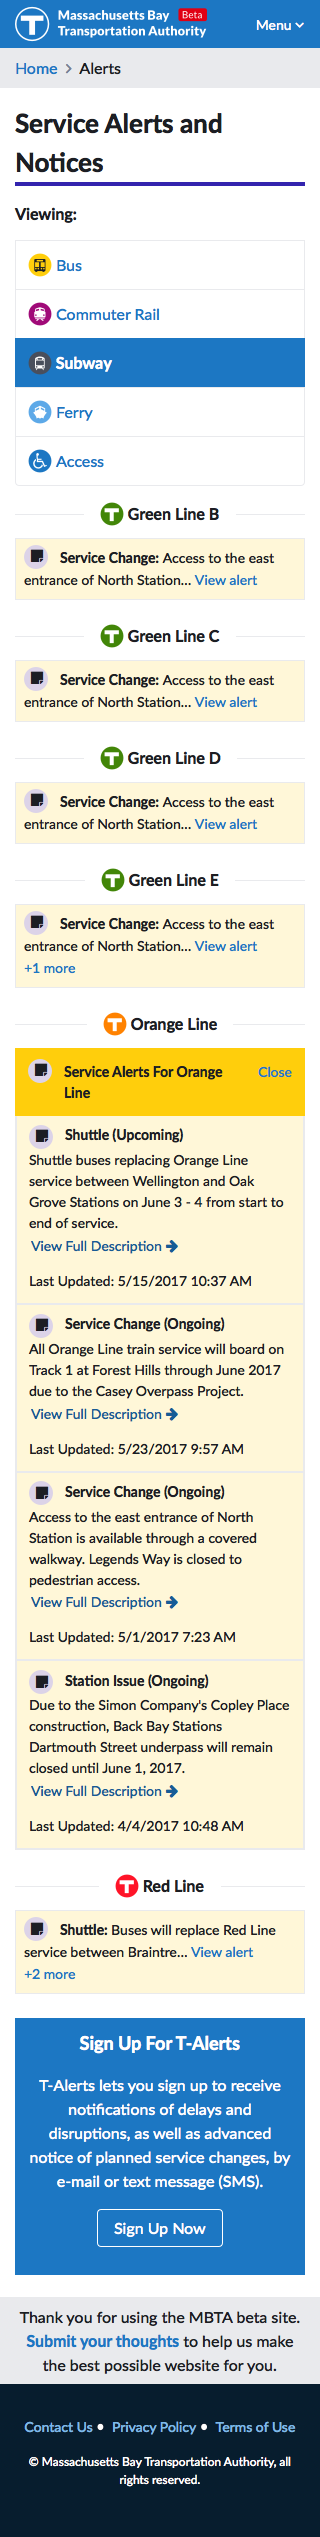 Massachusetts Bay Beta
Transportation Authority
Menu
Home > Alerts
Service Alerts and
Notices
Viewing:
Bus
Commuter Rail
Subway
Ferry
Access
T Green Line B
Service Change: Access to the east
entrance of North Station... View alert
T Green Line C
Service Change: Access to the east
entrance of North Station... View alert
T Green Line D
Service Change: Access to the east
entrance of North Station... View alert
T Green Line E
Service Change: Access to the east
entrance of North Station... View alert
+1 more
T Orange Line
Service Alerts For Orange
Line
Close
Shuttle (Upcoming)
Shuttle buses replacing Orange Line
service between Wellington and Oak
Grove Stations on June 3 - 4 from start to
end of service.
View Full Description →
Last Updated: 5/15/2017 10:37 AM
Service Change (Ongoing)
All Orange Line train service will board on
Track 1 at Forest Hills through June 2017
due to the Casey Overpass Project.
View Full Description →
Last Updated: 5/23/2017 9:57 AM
Service Change (Ongoing)
Access to the east entrance of North
Station is available through a covered
walkway. Legends Way is closed to
pedestrian access.
View Full Description →
Last Updated: 5/1/2017 7:23 AM
Station Issue (Ongoing)
Due to the Simon Company's Copley Place
construction, Back Bay Stations
Dartmouth Street underpass will remain
closed until June 1, 2017.
View Full Description →
Last Updated: 4/4/2017 10:48 AM
T Red Line
Shuttle: Buses will replace Red Line
service between Braintre... View alert
+2 more
Sign Up For T-Alerts
T-Alerts lets you sign up to receive
notifications of delays and
disruptions, as well as advanced
notice of planned service changes, by
e-mail or text message (SMS).
Sign Up Now
Thank you for using the MBTA beta site.
Submit your thoughts to help us make
the best possible website for you.
Contact Us • Privacy Policy • Terms of Use
© Massachusetts Bay Transportation Authority, all
rights reserved.